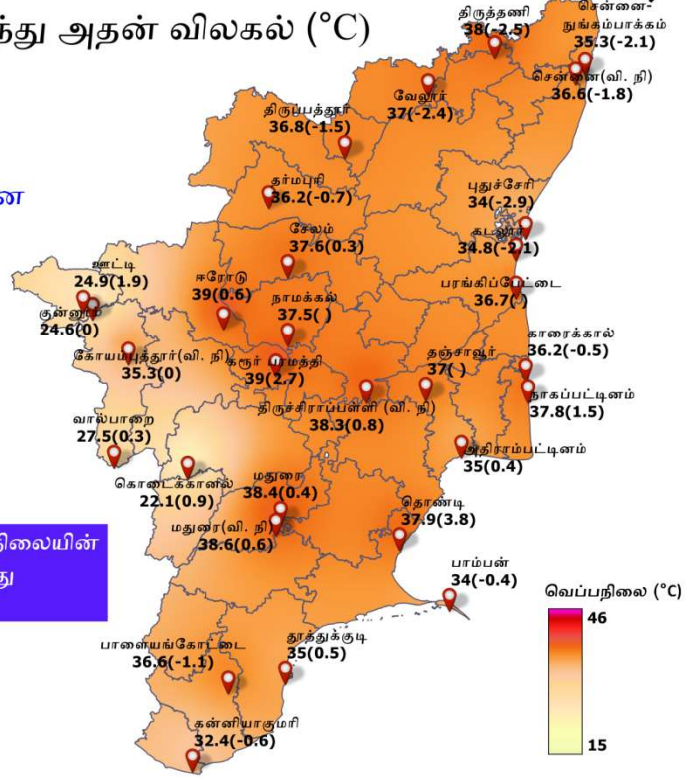 ந்து அதன் விலகல் (°C)
சென்னை-
நுங்கம்பாக்கம்
35.3(-2.1)
திருத்தணி
38(-2.5)
சென்னை(வி. நி)
36.6(-1.8)
வேலூர்
37(-2.4)
திருப்பத்தூர்
36.8(-1.5)
ன
தர்மபுரி
36.2(-0.7)
புதுச்சேரி
34(-2.9)
கடலூர்
34.8(-2.1)
சேலம்
37.6(0.3)
ஊட்டி
24.9(1.9)
ஈரோடு
39(0.6)
நாமக்கல்
37.5( )
பரங்கிப்பேட்டை
36.7( )
குன்னூர்
24.6(0)
காரைக்கால்
36.2(-0.5)
கோயமுத்தூர்(வி. நி)
35.3(0)
கரூர் பரமத்தி
39(2.7)
தஞ்சாவூர்
37( )
நாகப்பட்டினம்
37.8(1.5)
திருச்சிராப்பள்ளி (வி. நி)
38.3(0.8)
வால்பாறை
27.5(0.3)
அதிராம்பட்டினம்
35(0.4)
கொடைக்கானல்
22.1(0.9)
மதுரை
38.4(0.4)
தொண்டி
37.9(3.8)
மதுரை(வி. நி)
38.6(0.6)
நிலையின்
து
பாம்பன்
34(-0.4)
வெப்பநிலை (°C)
46
15
பாளையங்கோட்டை
36.6(-1.1)
தூத்துக்குடி
35(0.5)
கன்னியாகுமரி
32.4(-0.6)